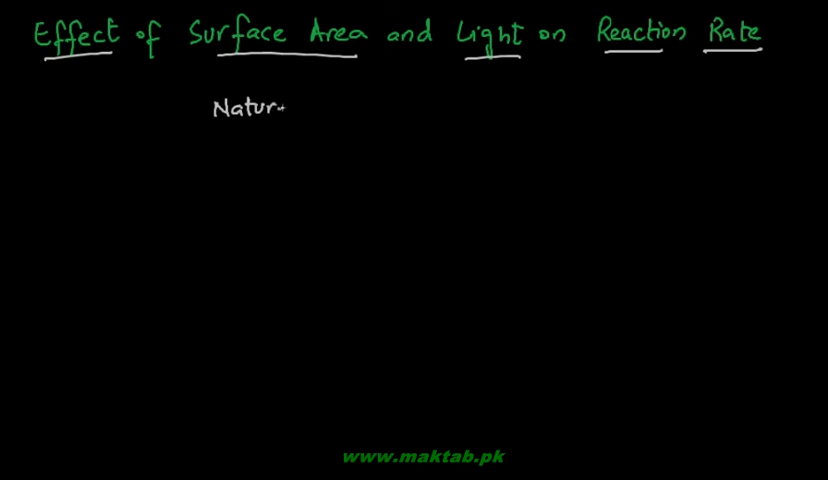 Effect of Surface Area and Light on Reaction Rate
Natur
www.maktab.pk